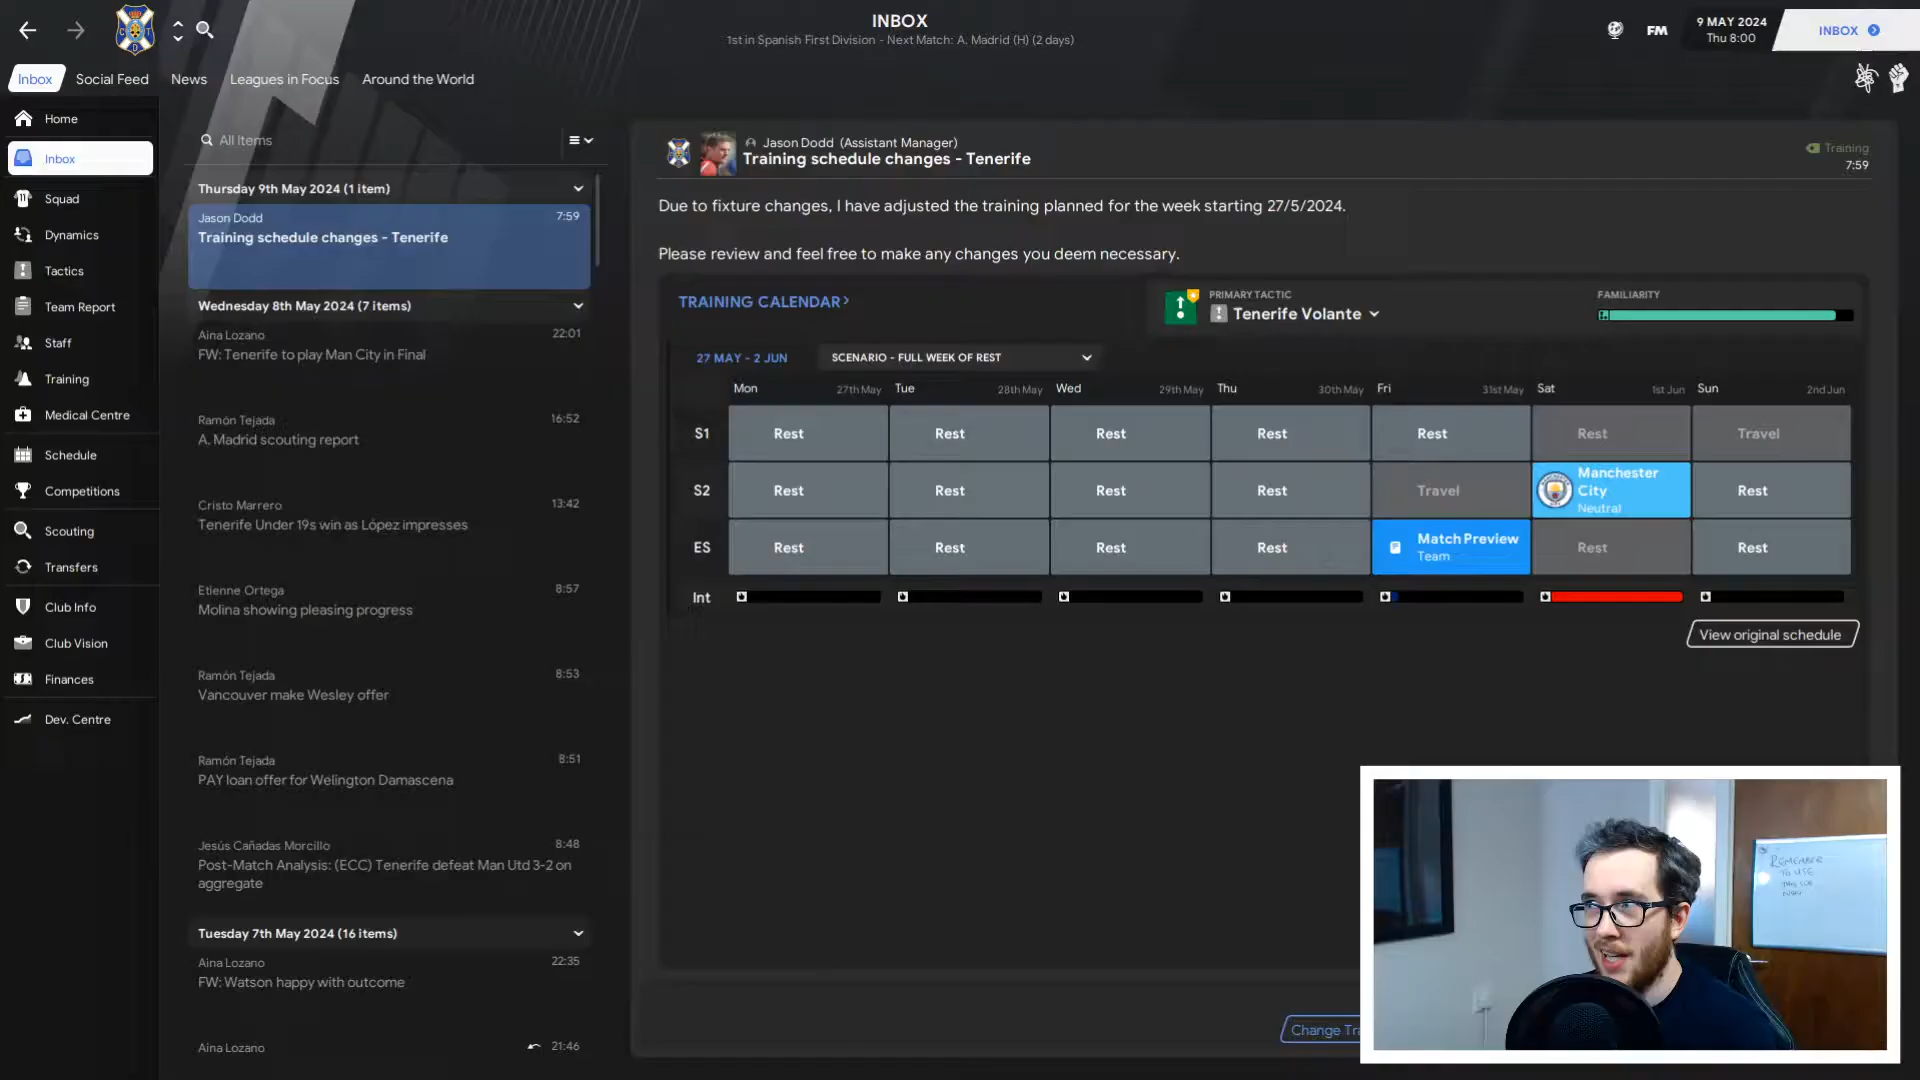 INBOX
1st in Spanish First Division - Next Match: A. Madrid (H) (2 days)
FM
9 MAY 2024
Thu 8:00
INBOX
Inbox
Social Feed
News
Leagues in Focus
Around the World
Home
Inbox
Squad
Dynamics
Tactics
Team Report
Staff
Training
Medical Centre
Schedule
Competitions
Scouting
Transfers
Club Info
Club Vision
Finances
Dev. Centre
All Items
Thursday 9th May 2024 (1 item)
Jason Dodd 7:59
Training schedule changes - Tenerife
Wednesday 8th May 2024 (7 items)
Aina Lozano 22:01
FW: Tenerife to play Man City in Final
Ramón Tejada 16:52
A. Madrid scouting report
Cristo Marrero 13:42
Tenerife Under 19s win as López impresses
Etienne Ortega 8:57
Molina showing pleasing progress
Ramón Tejada 8:53
Vancouver make Wesley offer
Ramón Tejada 8:51
PAY loan offer for Welington Damascena
Jesús Cañadas Morcillo 8:48
Post-Match Analysis: (ECC) Tenerife defeat Man Utd 3-2 on
aggregate
Tuesday 7th May 2024 (16 items)
Aina Lozano 22:35
FW: Watson happy with outcome
Aina Lozano 21:46
Jason Dodd (Assistant Manager)
Training schedule changes - Tenerife
Training
7:59
Due to fixture changes, I have adjusted the training planned for the week starting 27/5/2024.
Please review and feel free to make any changes you deem necessary.
TRAINING CALENDAR
PRIMARY TACTIC
Tenerife Volante
FAMILIARITY
27 MAY - 2 JUN
SCENARIO - FULL WEEK OF REST
Mon 27th May Tue 28th May Wed 29th May Thu 30th May Fri 31st May Sat 1st Jun Sun 2nd Jun
S1 Rest Rest Rest Rest Rest Rest Travel
S2 Rest Rest Rest Rest Travel Manchester City Neutral Rest
ES Rest Rest Rest Rest Match Preview Team Rest Rest
Int
View original schedule
Change Tra
REMEMBER
TO USE